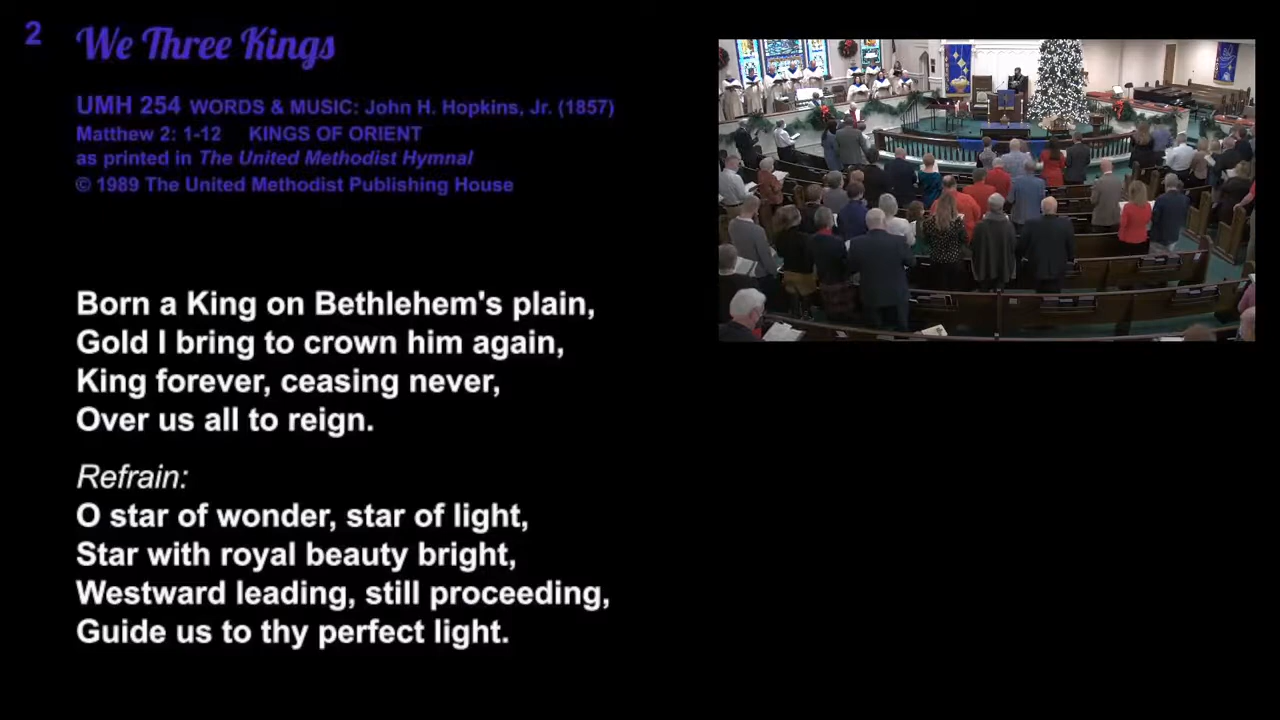 2
We Three Kings
UMH 254 WORDS & MUSIC: John H. Hopkins, Jr. (1857)
Matthew 2: 1-12 KINGS OF ORIENT
as printed in The United Methodist Hymnal
© 1989 The United Methodist Publishing House
Born a King on Bethlehem's plain,
Gold I bring to crown him again,
King forever, ceasing never,
Over us all to reign.
Refrain:
O star of wonder, star of light,
Star with royal beauty bright,
Westward leading, still proceeding,
Guide us to thy perfect light.